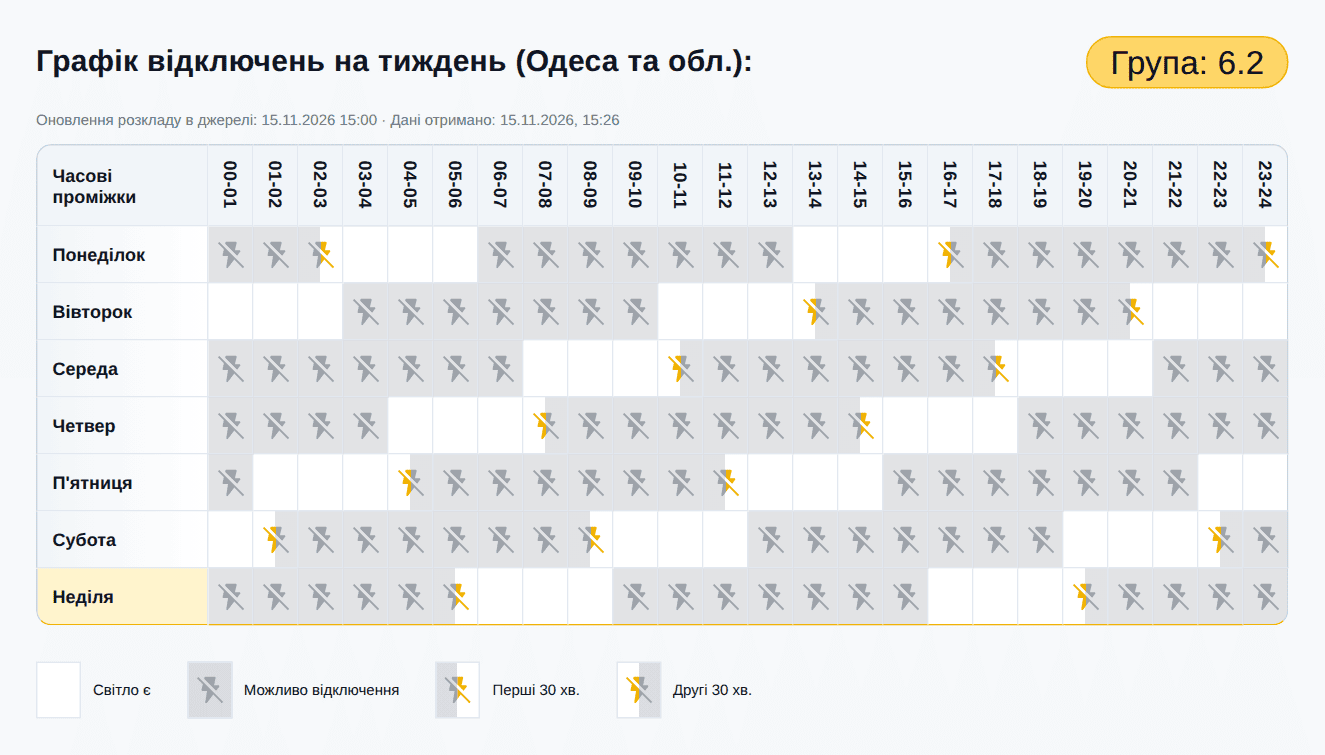 Графік відключень на тиждень (Одеса та обл.):
Група: 6.2
Оновлення розкладу в джерелі: 15.11.2026 15:00 · Дані отримано: 15.11.2026, 15:26
Часові
проміжки
00-01 01-02 02-03 03-04 04-05 05-06 06-07 07-08 08-09 09-10 10-11 11-12 12-13 13-14 14-15 15-16 16-17 17-18 18-19 19-20 20-21 21-22 22-23 23-24
Понеділок
Вівторок
Середа
Четвер
П'ятниця
Субота
Неділя
Світло є
Можливо відключення
Перші 30 хв.
Другі 30 хв.